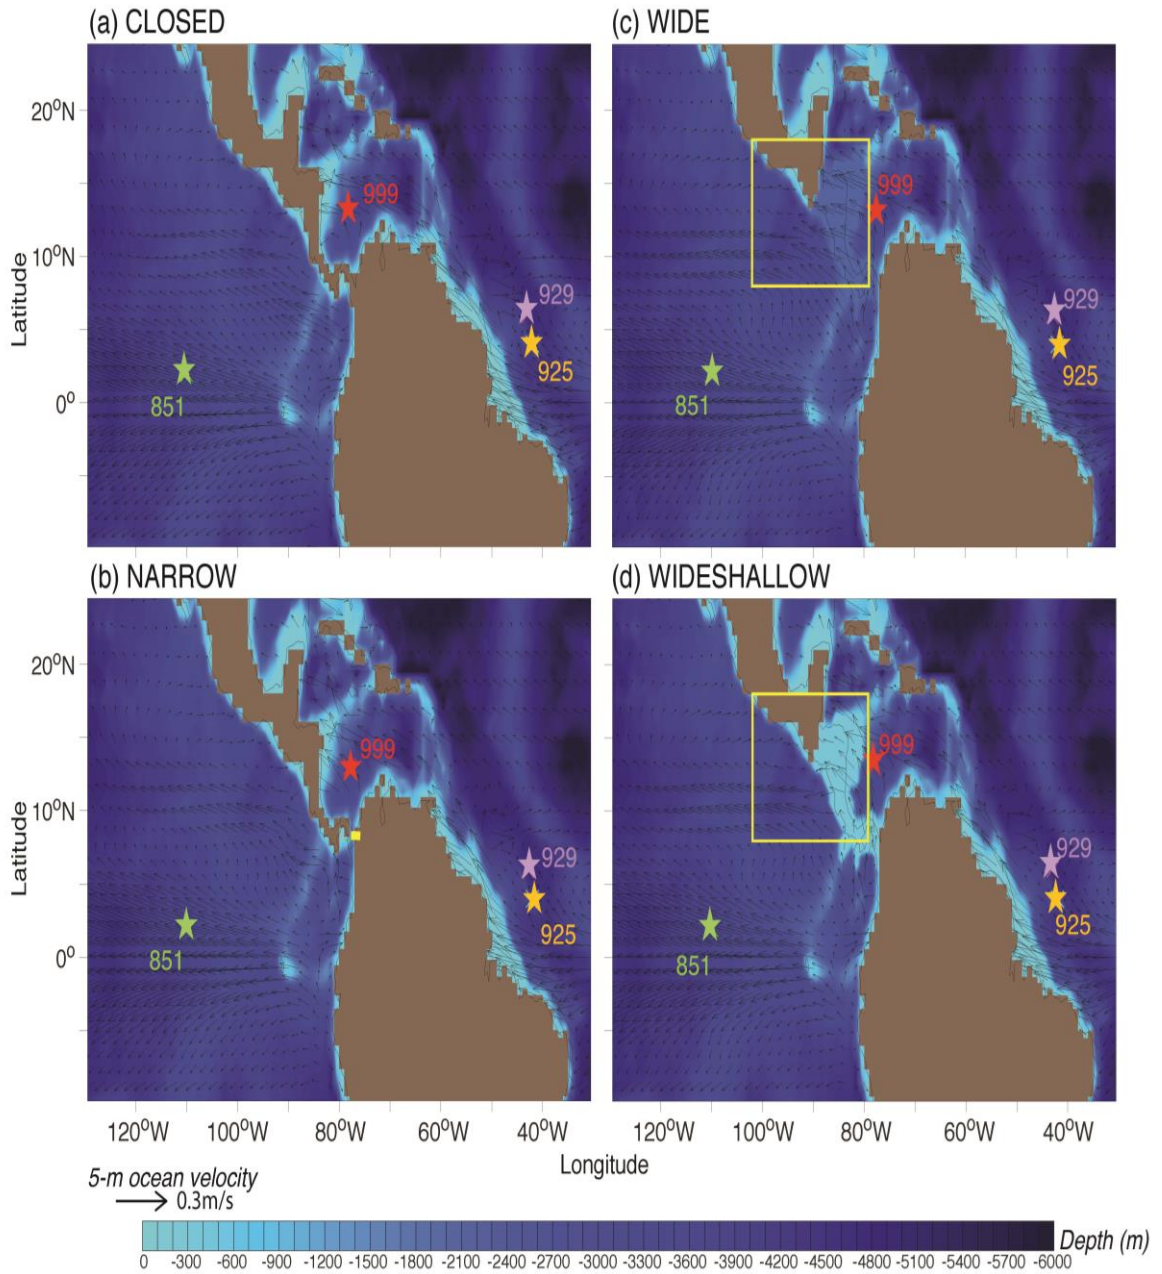 (a) CLOSED
(c) WIDE
20⁰N
10⁰N
0⁰
Latitude
999
929
925
851
999
929
925
851
(b) NARROW
(d) WIDESHALLOW
20⁰N
10⁰N
0⁰
Latitude
999
929
925
851
999
929
925
851
120⁰W 100⁰W 80⁰W 60⁰W 40⁰W
120⁰W 100⁰W 80⁰W 60⁰W 40⁰W
Longitude
5-m ocean velocity
0.3m/s
Depth (m)
0 -300 -600 -900 -1200 -1500 -1800 -2100 -2400 -2700 -3000 -3300 -3600 -3900 -4200 -4500 -4800 -5100 -5400 -5700 -6000